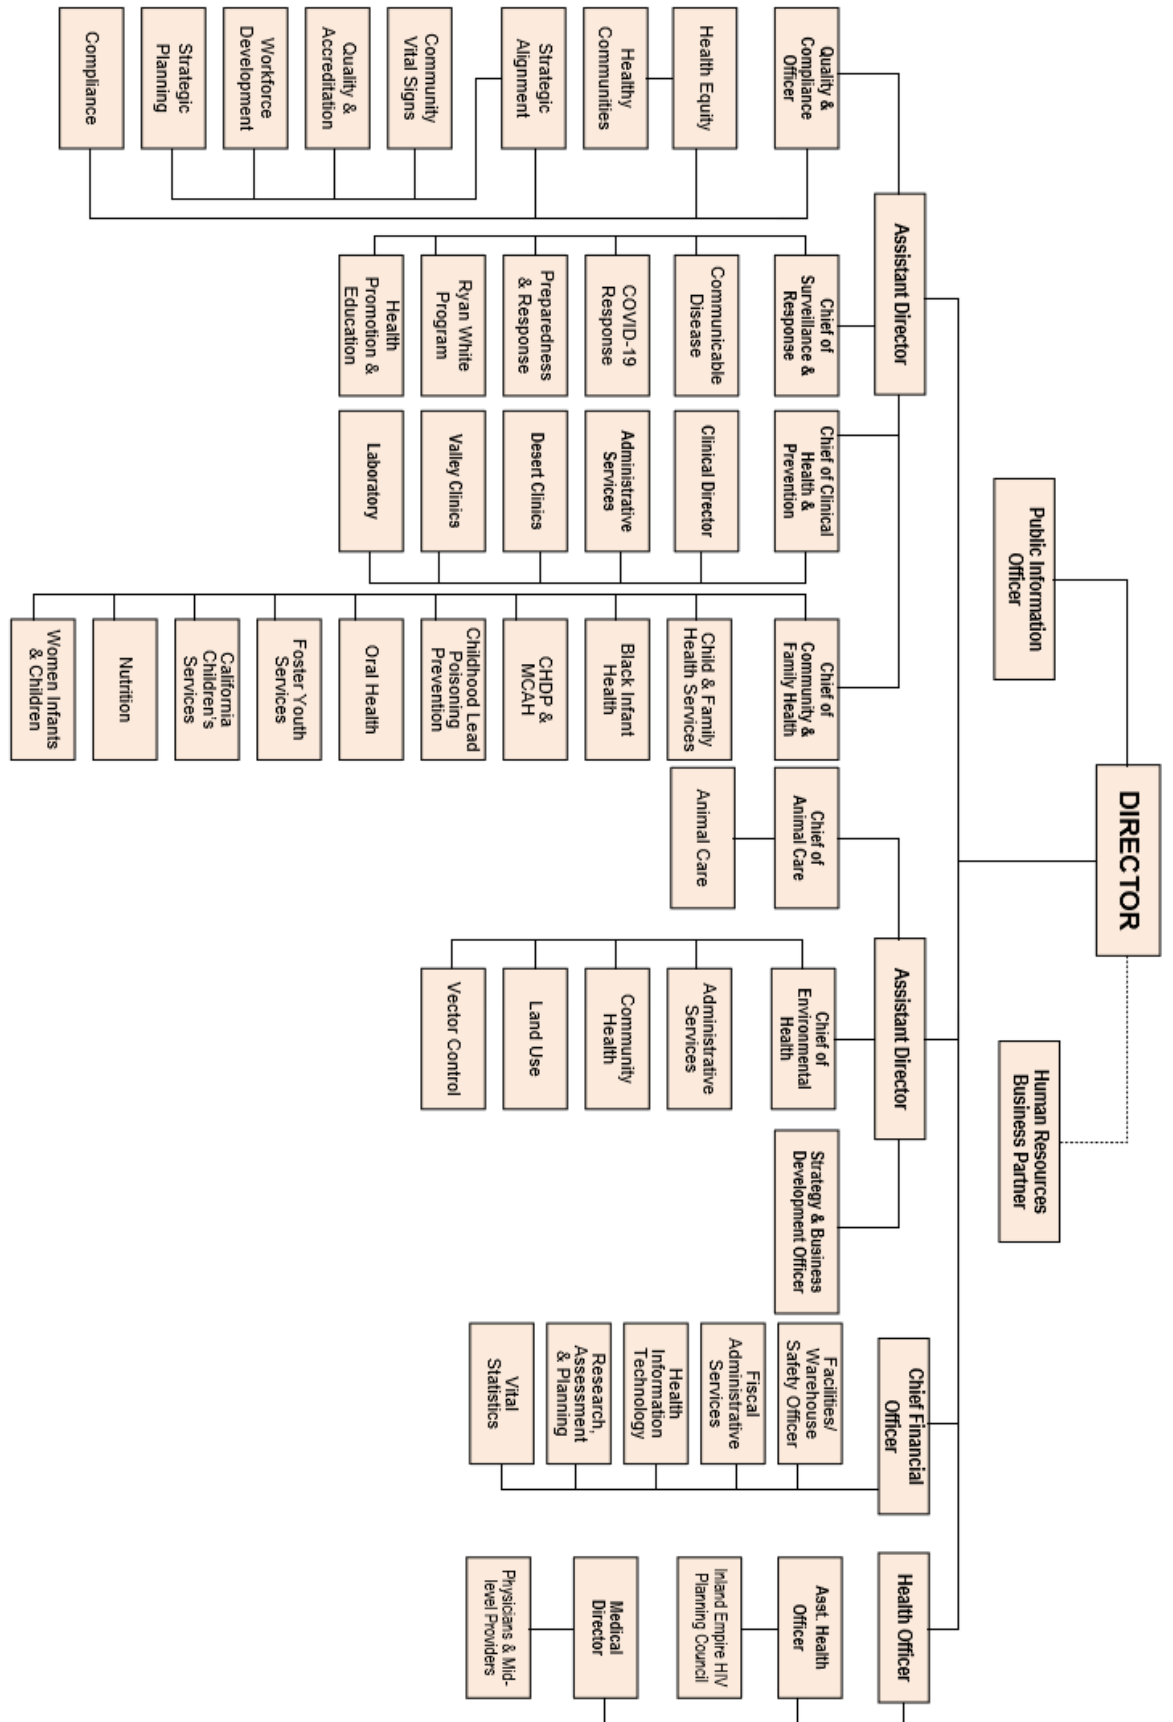 DIRECTOR
Public Information
Officer
Human Resources
Business Partner
Assistant Director
Quality &
Compliance
Officer
Health Equity
Healthy
Communities
Strategic
Alignment
Community
Vital Signs
Quality &
Accreditation
Workforce
Development
Strategic
Planning
Compliance
Chief of
Surveillance &
Response
Communicable
Disease
COVID-19
Response
Preparedness
& Response
Ryan White
Program
Health
Promotion &
Education
Chief of Clinical
Health &
Prevention
Clinical Director
Administrative
Services
Desert Clinics
Valley Clinics
Laboratory
Chief of
Community &
Family Health
Child & Family
Health Services
Black Infant
Health
CHDP &
MCAH
Childhood Lead
Poisoning
Prevention
Oral Health
Foster Youth
Services
California
Children's
Services
Nutrition
Women Infants
& Children
Assistant Director
Chief of
Animal Care
Animal Care
Chief of
Environmental
Health
Administrative
Services
Community
Health
Land Use
Vector Control
Strategy & Business
Development Officer
Chief Financial
Officer
Facilities/
Warehouse
Safety Officer
Fiscal
Administrative
Services
Health
Information
Technology
Research,
Assessment
& Planning
Vital
Statistics
Health Officer
Asst. Health
Officer
Inland Empire HIV
Planning Council
Medical
Director
Physicians & Mid-
level Providers